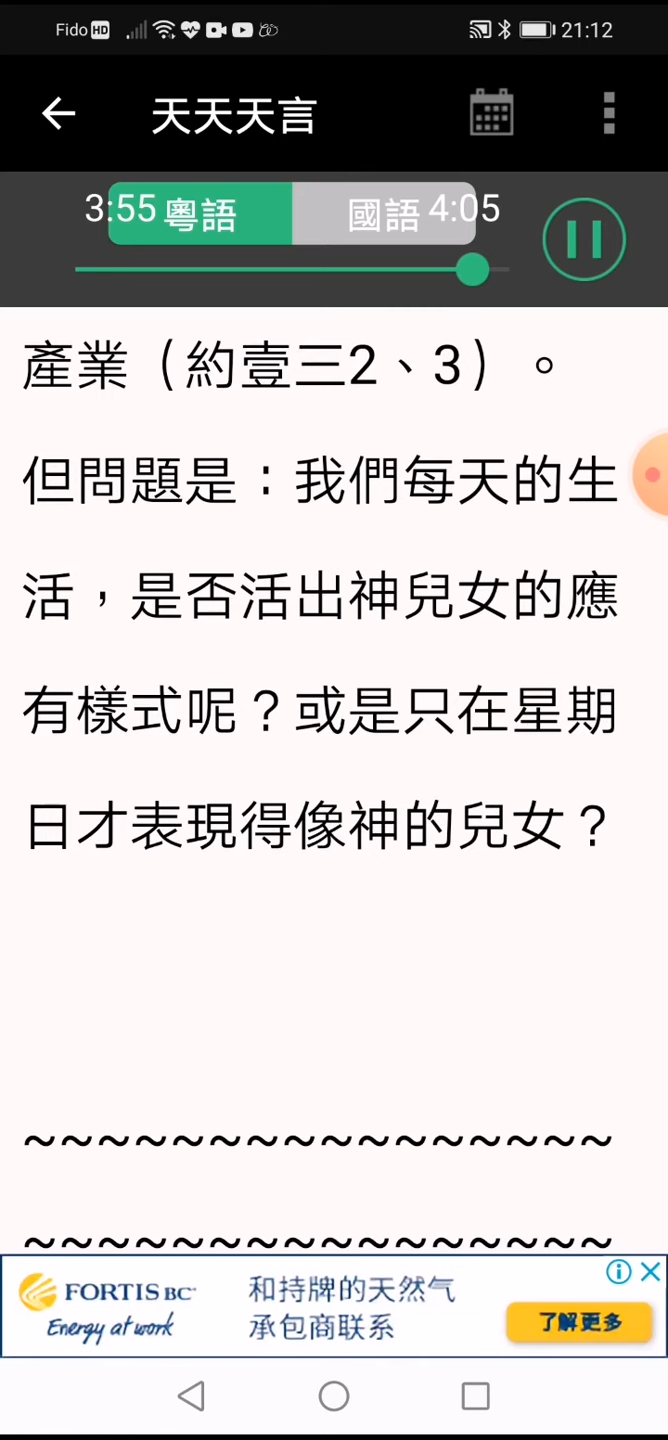 Fido HD 21:12
天天天言
3:55 粵語 國語 4:05
產業（約壹三2、3）。
但問題是：我們每天的生
活，是否活出神兒女的應
有樣式呢？或是只在星期
日才表現得像神的兒女？
~~~~~~~~~~~~~~~~
~~~~~~~~~~~~~~~~
FORTIS BC
Energy at work
和持牌的天然气
承包商联系
了解更多